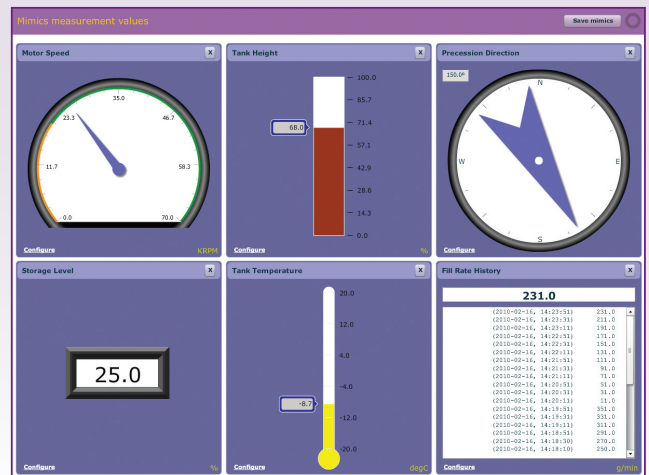 Mimics measurement values
Save mimics
Motor Speed
X
35.0
23.3
46.7
11.7
58.3
0.0
70.0
Configure
KRPM
Tank Height
X
100.0
85.7
71.4
68.0
57.1
42.9
28.6
14.3
0.0
Configure
%
Precession Direction
X
150.0º
N
W
E
S
Configure
Storage Level
X
25.0
Configure
%
Tank Temperature
X
20.0
12.0
4.0
-4.0
-8.7
-12.0
-20.0
Configure
degC
Fill Rate History
X
231.0
(2010-02-16, 14:23:51) 231.0
(2010-02-16, 14:23:31) 211.0
(2010-02-16, 14:23:11) 191.0
(2010-02-16, 14:22:51) 171.0
(2010-02-16, 14:22:31) 151.0
(2010-02-16, 14:22:11) 131.0
(2010-02-16, 14:21:51) 111.0
(2010-02-16, 14:21:31) 91.0
(2010-02-16, 14:21:11) 71.0
(2010-02-16, 14:20:51) 51.0
(2010-02-16, 14:20:31) 31.0
(2010-02-16, 14:20:11) 11.0
(2010-02-16, 14:19:51) 351.0
(2010-02-16, 14:19:31) 331.0
(2010-02-16, 14:19:11) 311.0
(2010-02-16, 14:18:51) 291.0
(2010-02-16, 14:18:30) 270.0
(2010-02-16, 14:18:10) 250.0
Configure
g/min